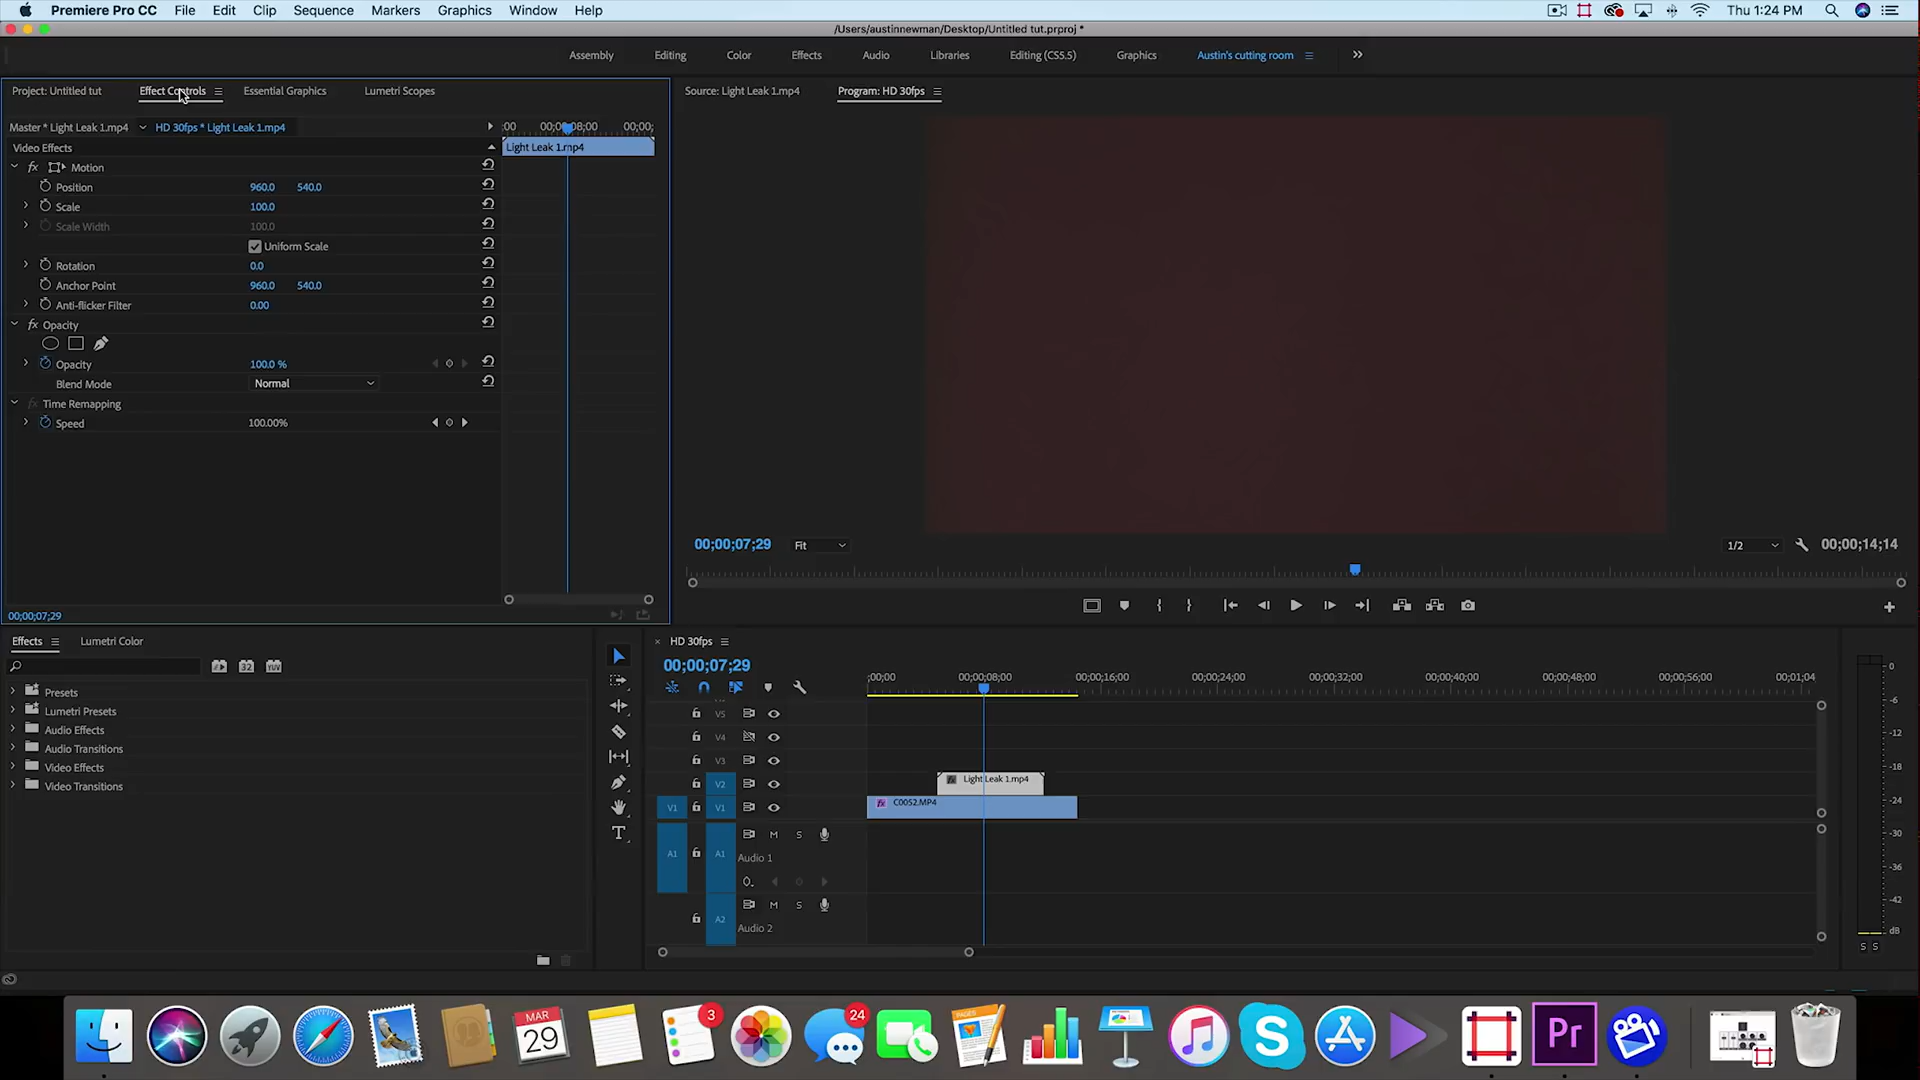 Premiere Pro CC File Edit Clip Sequence Markers Graphics Window Help Thu 1:24 PM
/Users/austinnewman/Desktop/Untitled tut.prproj *
Assembly Editing Color Effects Audio Libraries Editing (CS5.5) Graphics Austin's cutting room
Project: Untitled tut Effect Controls Essential Graphics Lumetri Scopes
Source: Light Leak 1.mp4 Program: HD 30fps
Master * Light Leak 1.mp4 HD 30fps * Light Leak 1.mp4 :00 00;00;08;00 00;00;
Video Effects Light Leak 1.mp4
fx Motion
Position 960.0 540.0
Scale 100.0
Scale Width 100.0
Uniform Scale
Rotation 0.0
Anchor Point 960.0 540.0
Anti-flicker Filter 0.00
fx Opacity
Opacity 100.0 %
Blend Mode Normal
fx Time Remapping
Speed 100.00%
00;00;07;29
00;00;07;29 Fit 1/2 00;00;14;14
Effects Lumetri Color
32 YUV
Presets
Lumetri Presets
Audio Effects
Audio Transitions
Video Effects
Video Transitions
× HD 30fps
00;00;07;29
;00;00 00;00;08;00 00;00;16;00 00;00;24;00 00;00;32;00 00;00;40;00 00;00;48;00 00;00;56;00 00;01;04
V5
V4
V3
V2 fx Light Leak 1.mp4
V1 V1 fx C0052.MP4
A1 A1 M S
Audio 1
A2 M S
Audio 2
0
-6
-12
-18
-24
-30
-36
-42
dB
S S
MAR
29
3
24
PAGES
Pr